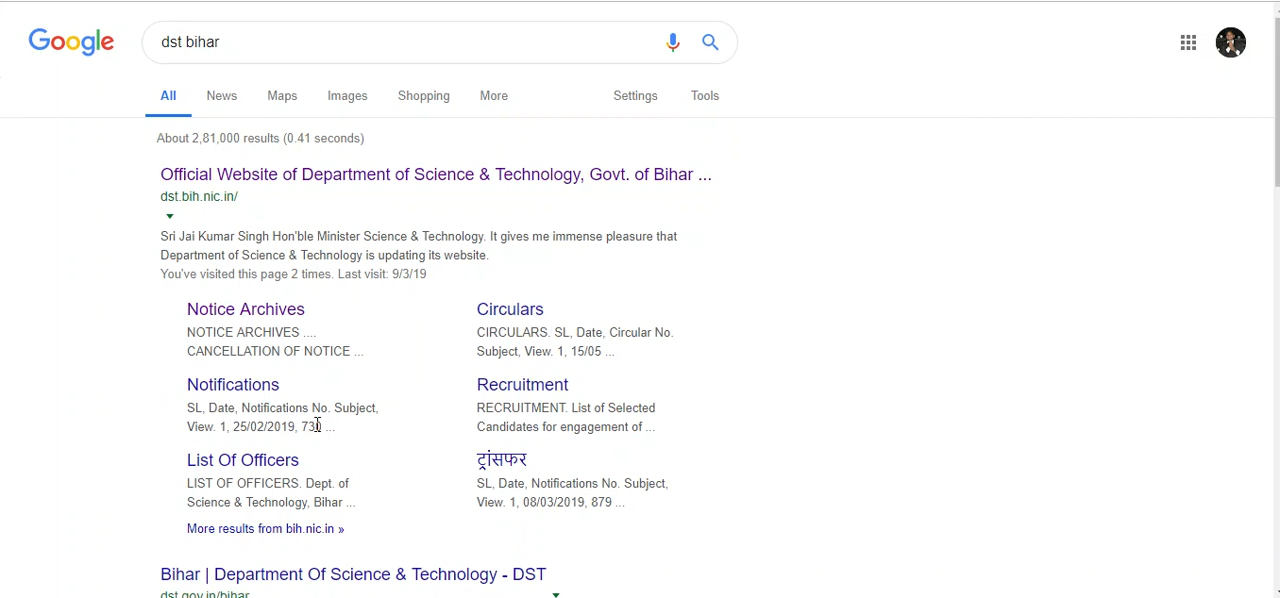 Google
dst bihar
All News Maps Images Shopping More Settings Tools
About 2,81,000 results (0.41 seconds)
Official Website of Department of Science & Technology, Govt. of Bihar ...
dst.bih.nic.in/
Sri Jai Kumar Singh Hon'ble Minister Science & Technology. It gives me immense pleasure that
Department of Science & Technology is updating its website.
You've visited this page 2 times. Last visit: 9/3/19
Notice Archives
NOTICE ARCHIVES ....
CANCELLATION OF NOTICE ...
Circulars
CIRCULARS. SL, Date, Circular No.
Subject, View. 1, 15/05 ...
Notifications
SL, Date, Notifications No. Subject,
View. 1, 25/02/2019, ...
Recruitment
RECRUITMENT. List of Selected
Candidates for engagement of ...
List Of Officers
LIST OF OFFICERS. Dept. of
Science & Technology, Bihar ...
ट्रांसफर
SL, Date, Notifications No. Subject,
View. 1, 08/03/2019, 879 ...
More results from bih.nic.in »
Bihar | Department Of Science & Technology - DST
dst.gov.in/bihar